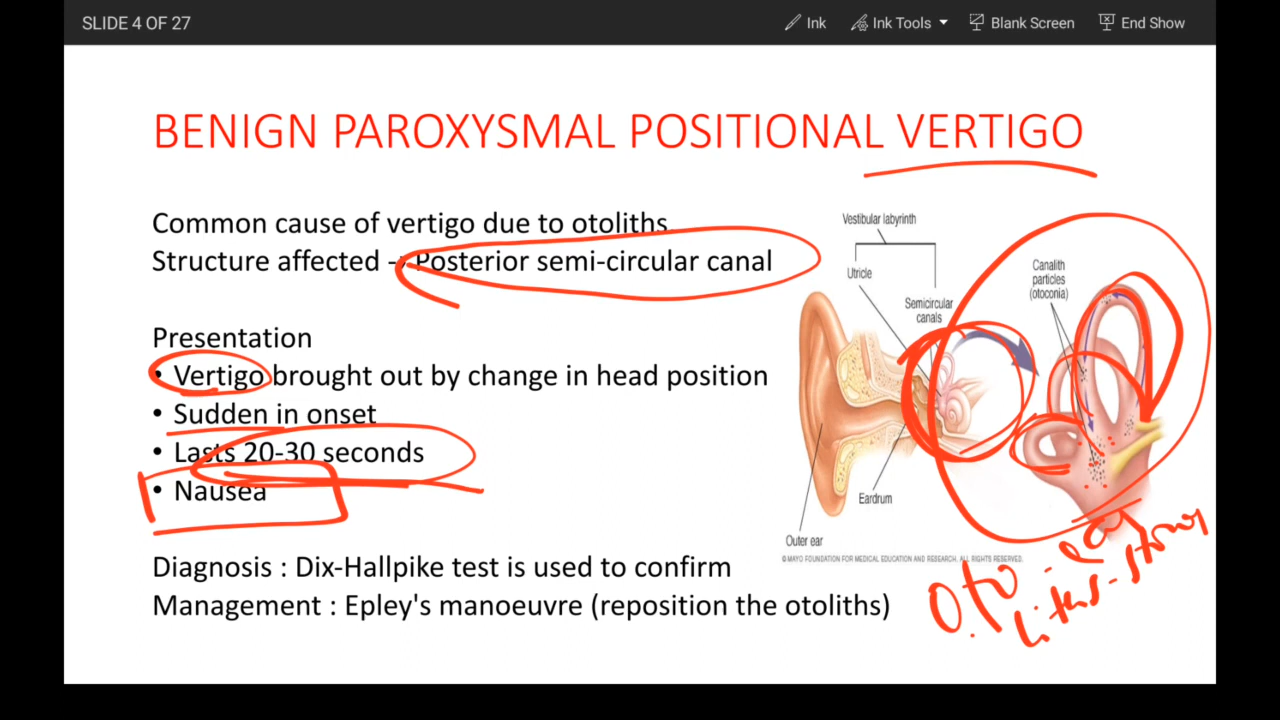 SLIDE 4 OF 27
Ink
Ink Tools
Blank Screen
End Show
BENIGN PAROXYSMAL POSITIONAL VERTIGO
Common cause of vertigo due to otoliths
Structure affected → Posterior semi-circular canal
Presentation
• Vertigo brought out by change in head position
• Sudden in onset
• Lasts 20-30 seconds
• Nausea
Diagnosis : Dix-Hallpike test is used to confirm
Management : Epley's manoeuvre (reposition the otoliths)
Vestibular labyrinth
Utricle
Semicircular
canals
Canalith
particles
(otoconia)
Eardrum
Outer ear
©MAYO FOUNDATION FOR MEDICAL EDUCATION AND RESEARCH. ALL RIGHTS RESERVED.
Oto - ear
liths - stones